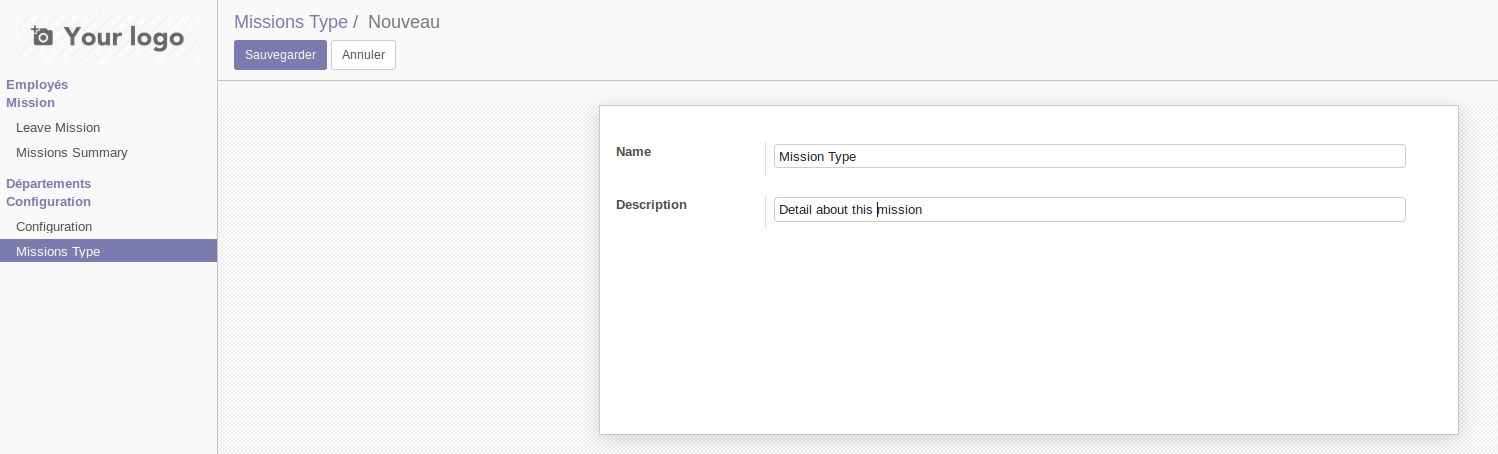 Your logo
Employés
Mission
Leave Mission
Missions Summary
Départements
Configuration
Configuration
Missions Type
Missions Type / Nouveau
Sauvegarder Annuler
Name Mission Type
Description Detail about this mission